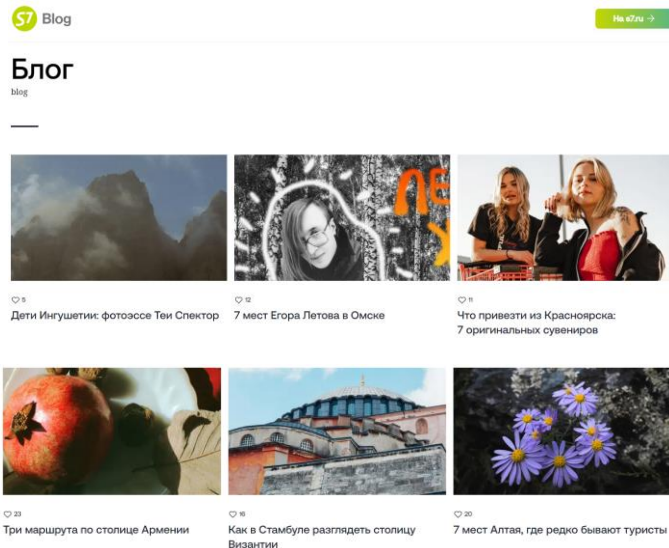 S7 Blog
На s7.ru →
Блог
blog
ЛЕ
5
12
11
Дети Ингушетии: фотоэссе Теи Спектор
7 мест Егора Летова в Омске
Что привезти из Красноярска:
7 оригинальных сувениров
23
16
20
Три маршрута по столице Армении
Как в Стамбуле разглядеть столицу
Византии
7 мест Алтая, где редко бывают туристы